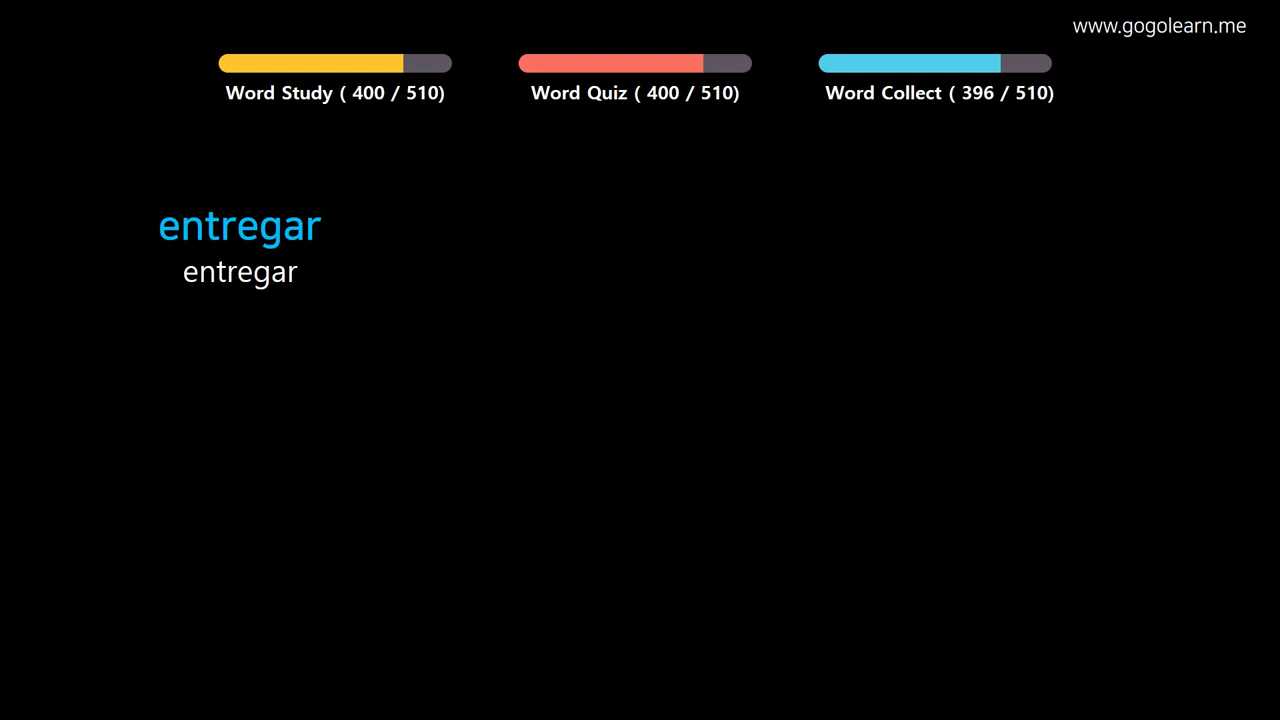 www.gogolearn.me
Word Study ( 400 / 510)
Word Quiz ( 400 / 510)
Word Collect ( 396 / 510)
entregar
entregar